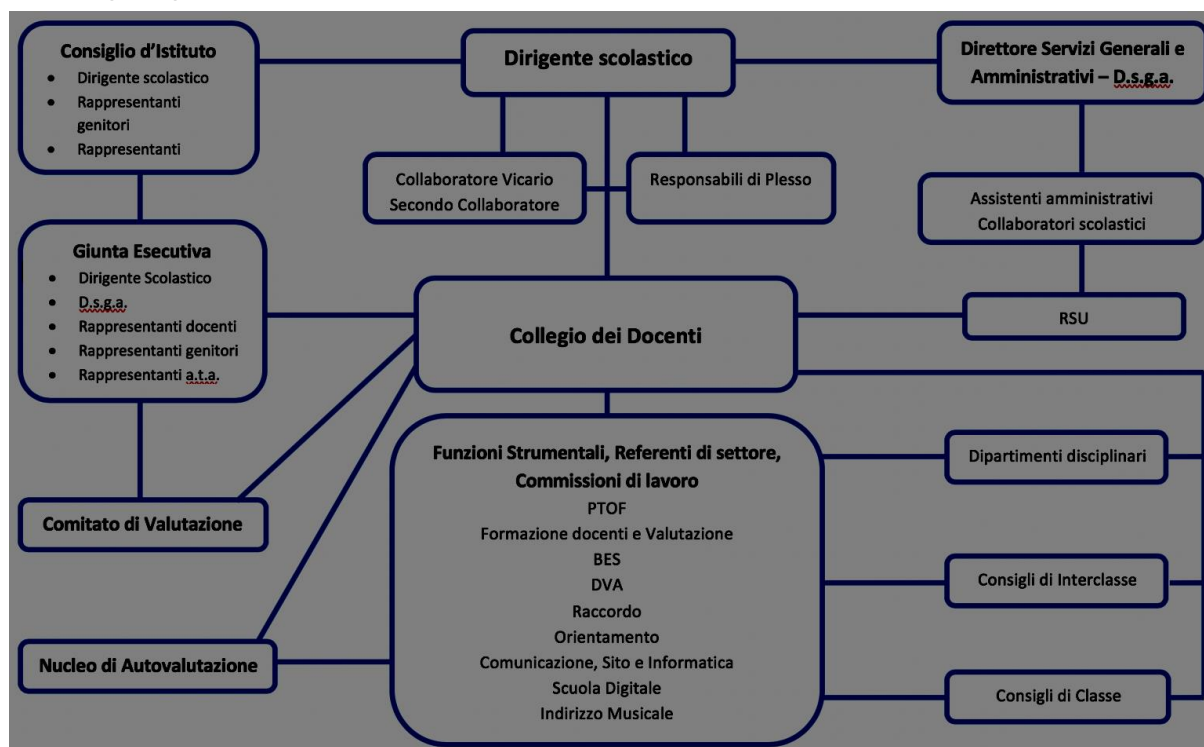 Consiglio d'Istituto
• Dirigente scolastico
• Rappresentanti
genitori
• Rappresentanti
Dirigente scolastico
Direttore Servizi Generali e
Amministrativi – D.s.g.a.
Collaboratore Vicario
Secondo Collaboratore
Responsabili di Plesso
Assistenti amministrativi
Collaboratori scolastici
Giunta Esecutiva
• Dirigente Scolastico
• D.s.g.a.
• Rappresentanti docenti
• Rappresentanti genitori
• Rappresentanti a.t.a.
Collegio dei Docenti
RSU
Funzioni Strumentali, Referenti di settore,
Commissioni di lavoro
PTOF
Formazione docenti e Valutazione
BES
DVA
Raccordo
Orientamento
Comunicazione, Sito e Informatica
Scuola Digitale
Indirizzo Musicale
Dipartimenti disciplinari
Comitato di Valutazione
Consigli di Interclasse
Nucleo di Autovalutazione
Consigli di Classe